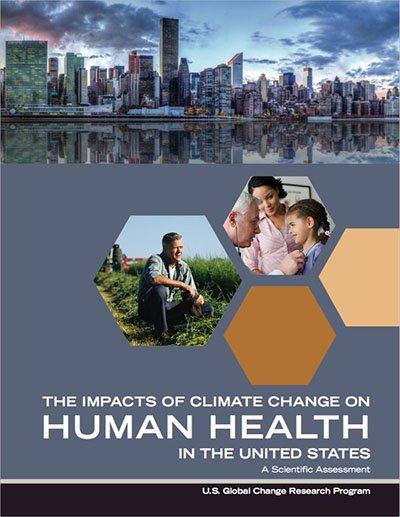 THE IMPACTS OF CLIMATE CHANGE ON
HUMAN HEALTH
IN THE UNITED STATES
A Scientific Assessment
U.S. Global Change Research Program